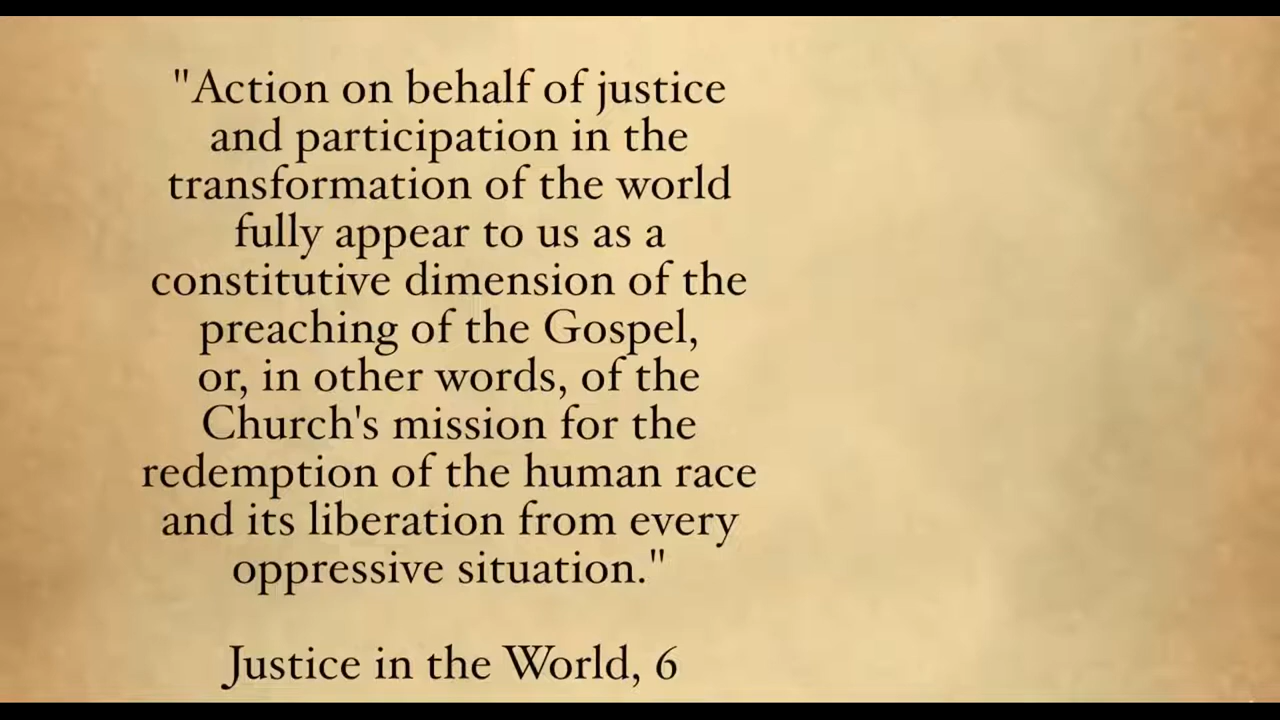 "Action on behalf of justice
and participation in the
transformation of the world
fully appear to us as a
constitutive dimension of the
preaching of the Gospel,
or, in other words, of the
Church's mission for the
redemption of the human race
and its liberation from every
oppressive situation."
Justice in the World, 6